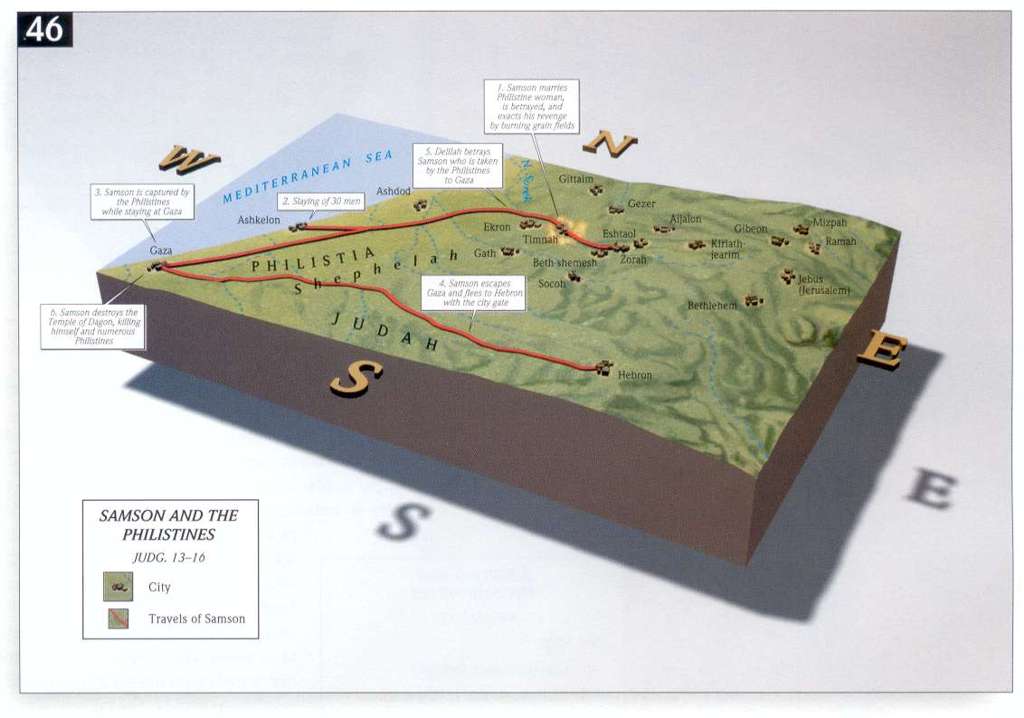 46
1. Samson marries
Philistine woman,
is betrayed, and
exacts his revenge
by burning grain fields
N
W
5. Delilah betrays
Samson who is taken
by the Philistines
to Gaza
MEDITERRANEAN SEA
N. Sorek
Gittaim
3. Samson is captured by
the Philistines
while staying at Gaza
2. Slaying of 30 men
Ashdod
Gezer
Ashkelon
Ekron
Timnah
Eshtaol
Aijalon
Gibeon
Mizpah
Ramah
Gaza
PHILISTIA
Shephelah
Gath
Beth-shemesh
Zorah
Kiriath-
jearim
Socoh
Jebus
(Jerusalem)
4. Samson escapes
Gaza and flees to Hebron
with the city gate
Bethlehem
6. Samson destroys the
Temple of Dagon, killing
himself and numerous
Philistines
JUDAH
E
S
Hebron
E
S
SAMSON AND THE
PHILISTINES
JUDG. 13–16
City
Travels of Samson